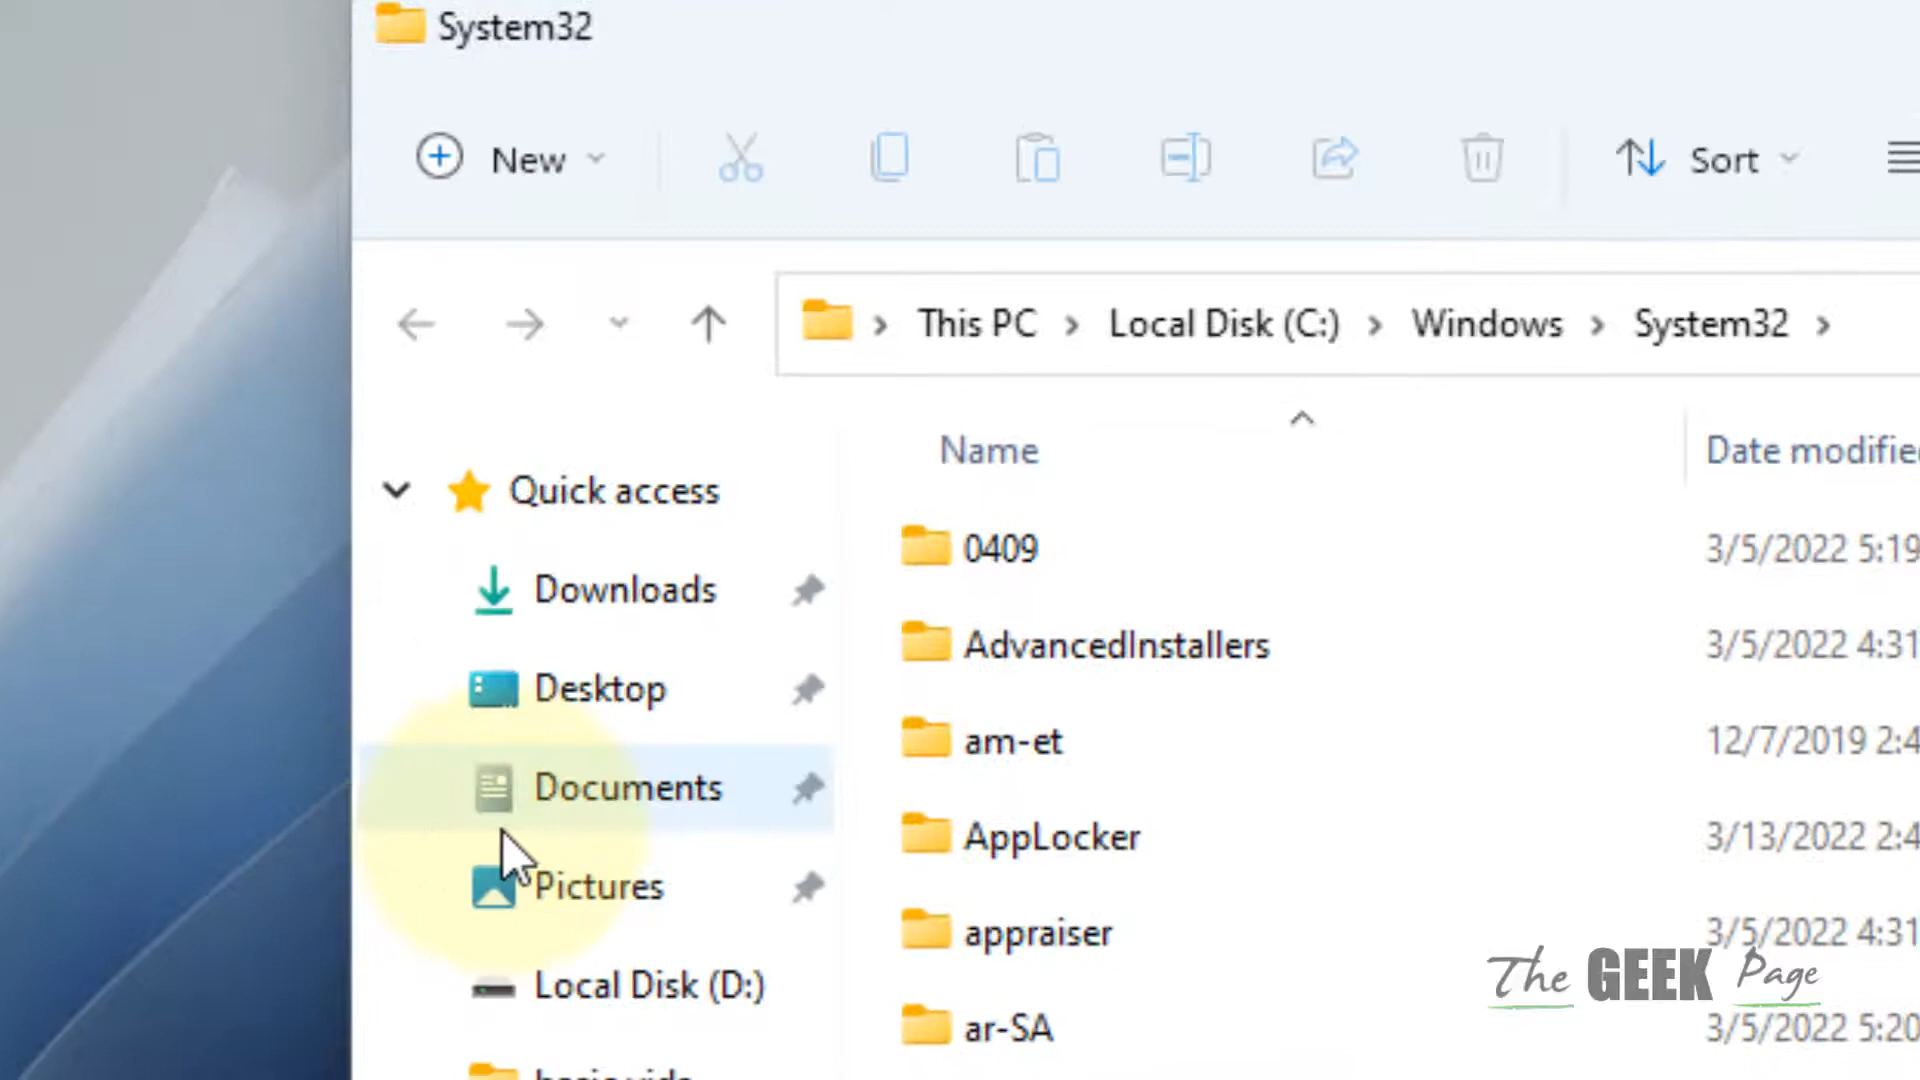 System32
New
Sort
This PC > Local Disk (C:) > Windows > System32 >
Name
Date modifie
Quick access
Downloads
Desktop
Documents
Pictures
Local Disk (D:)
0409
3/5/2022 5:19
AdvancedInstallers
3/5/2022 4:31
am-et
12/7/2019 2:4
AppLocker
3/13/2022 2:4
appraiser
3/5/2022 4:31
ar-SA
3/5/2022 5:20
The GEEK Page